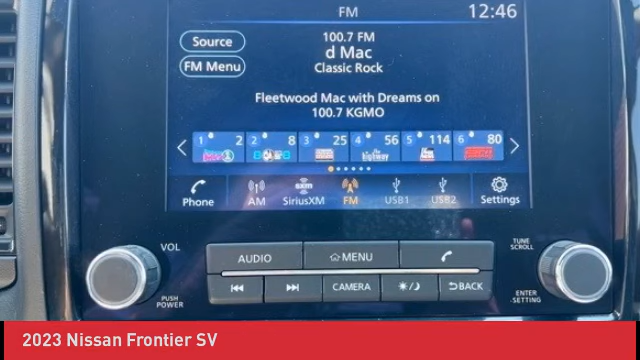 FM
12:46
Source
100.7 FM
d Mac
FM Menu
Classic Rock
Fleetwood Mac with Dreams on
100.7 KGMO
1 2
2 8
3 25
4 56
5 114
6 80
highway
Phone
AM
SiriusXM
FM
USB1
USB2
Settings
VOL
AUDIO
MENU
TUNE
SCROLL
PUSH
POWER
CAMERA
BACK
ENTER
-SETTING
2023 Nissan Frontier SV